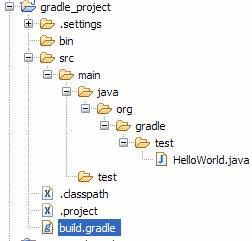 gradle_project
.settings
bin
src
main
java
org
gradle
test
HelloWorld.java
test
.classpath
.project
build.gradle